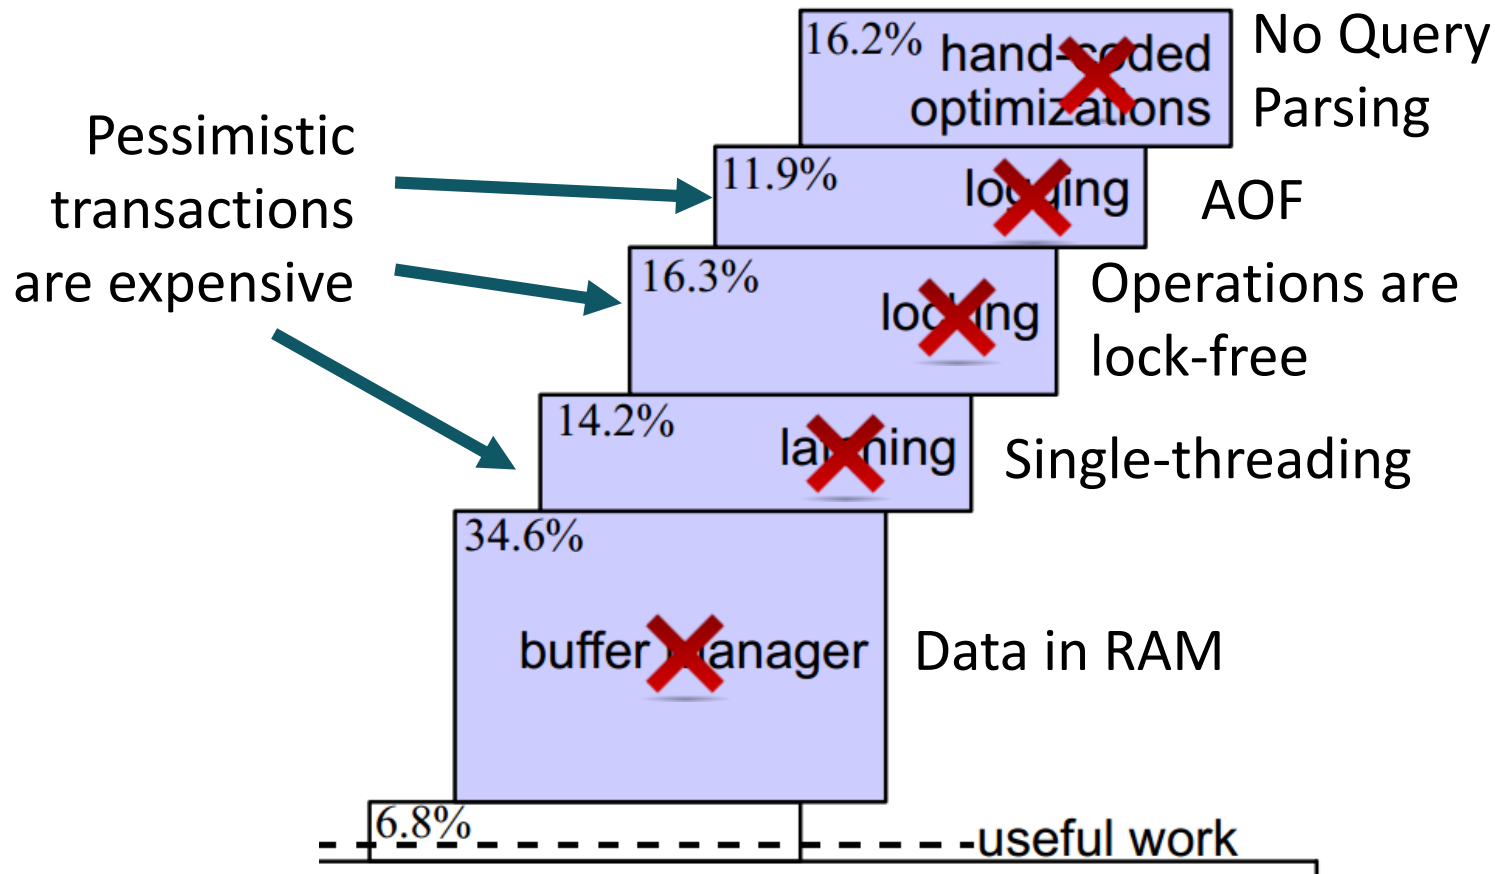 16.2%
hand-coded
optimizations
No Query
Parsing
Pessimistic
transactions
are expensive
11.9%
logging
AOF
16.3%
locking
Operations are
lock-free
14.2%
latching
Single-threading
34.6%
buffer manager
Data in RAM
6.8%
useful work